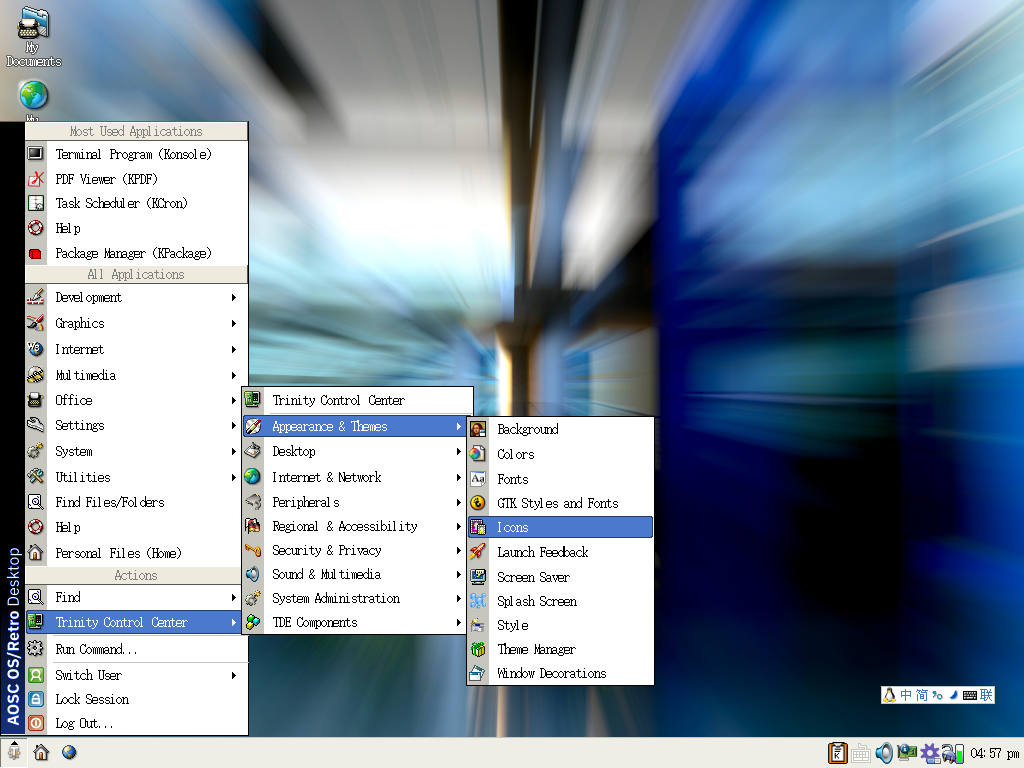 My
Documents
My
Most Used Applications
Terminal Program (Konsole)
PDF Viewer (KPDF)
Task Scheduler (KCron)
Help
Package Manager (KPackage)
All Applications
Development
Graphics
Internet
Multimedia
Office
Settings
System
Utilities
Find Files/Folders
Help
Personal Files (Home)
Actions
Find
Trinity Control Center
Run Command...
Switch User
Lock Session
Log Out...
AOSC OS/Retro Desktop
Trinity Control Center
Appearance & Themes
Desktop
Internet & Network
Peripherals
Regional & Accessibility
Security & Privacy
Sound & Multimedia
System Administration
TDE Components
Background
Colors
Fonts
GTK Styles and Fonts
Icons
Launch Feedback
Screen Saver
Splash Screen
Style
Theme Manager
Window Decorations
中 简 联
04:57 pm